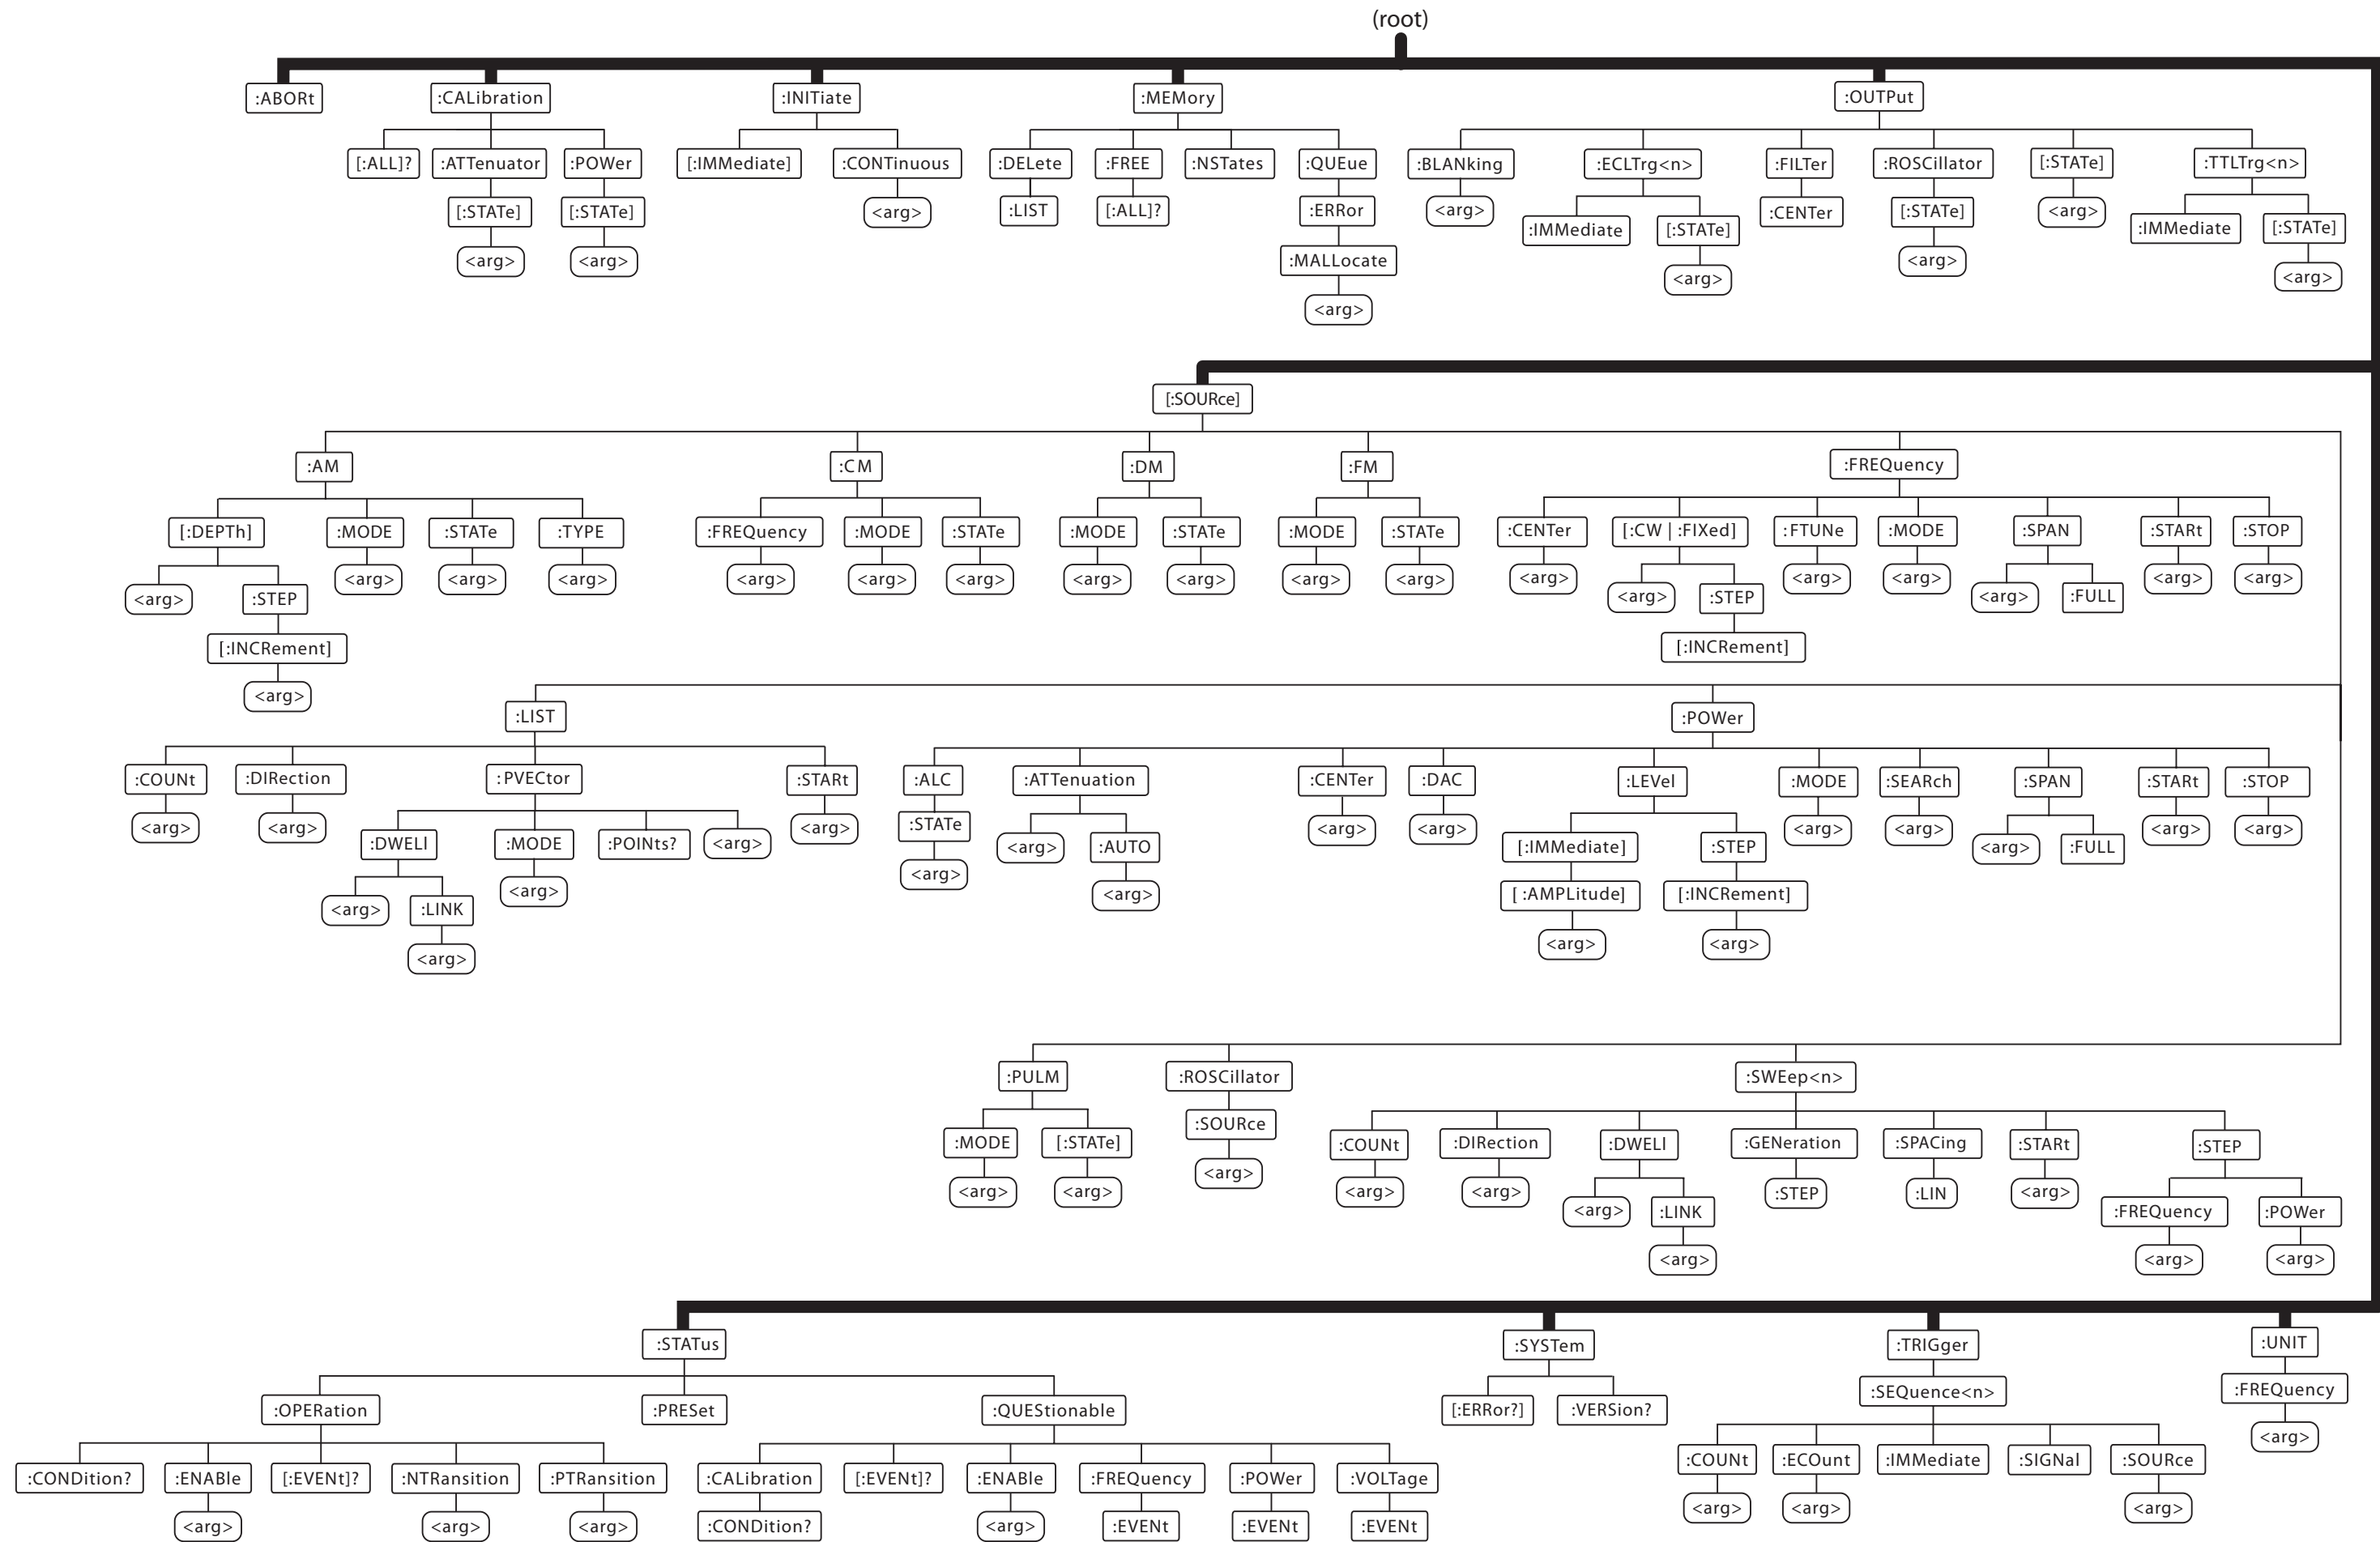 (root)
:ABORt :CALibration :INITiate :MEMory :OUTPut
[:ALL]? :ATTenuator :POWer [:IMMediate] :CONTinuous :DELete :FREE :NSTates :QUEue :BLANking :ECLTrg<n> :FILTer :ROSCillator [:STATe] :TTLTrg<n>
[:STATe] [:STATe] <arg> :LIST [:ALL]? :ERRor <arg> :CENTer [:STATe] <arg>
:IMMediate [:STATe] :IMMediate [:STATe]
<arg> <arg> :MALLocate <arg>
<arg> <arg>
<arg>
[:SOURce]
:AM :CM :DM :FM :FREQuency
[:DEPTh] :MODE :STATe :TYPE :FREQuency :MODE :STATe :MODE :STATe :MODE :STATe :CENTer [:CW | :FIXed] :FTUNe :MODE :SPAN :STARt :STOP
<arg> <arg> <arg> <arg> <arg> <arg> <arg> <arg> <arg> <arg> <arg> <arg> <arg> <arg> <arg>
<arg> :STEP <arg> :STEP <arg> :FULL
[:INCRement] [:INCRement]
<arg>
:LIST :POWer
:COUNt :DIRection :PVECtor :STARt :ALC :ATTenuation :CENTer :DAC :LEVel :MODE :SEARch :SPAN :STARt :STOP
<arg> <arg> <arg> :STATe <arg> <arg> <arg> <arg> <arg> <arg>
:DWELl :MODE :POINts? <arg> <arg> :AUTO [:IMMediate] :STEP <arg> :FULL
<arg> <arg> <arg> [ :AMPLitude] [:INCRement]
<arg> :LINK
<arg> <arg> <arg>
:PULM :ROSCillator :SWEep<n>
:MODE [:STATe] :SOURce :COUNt :DIRection :DWELl :GENeration :SPACing :STARt :STEP
<arg> <arg> <arg> <arg> <arg> :STEP :LIN <arg>
<arg> :LINK :FREQuency :POWer
<arg> <arg> <arg>
:STATus :SYSTem :TRIGger :UNIT
:OPERation :PRESet :QUEStionable [:ERRor?] :VERSion? :SEQuence<n> :FREQuency
<arg>
:CONDition? :ENABle [:EVENt]? :NTRansition :PTRansition :CALibration [:EVENt]? :ENABle :FREQuency :POWer :VOLTage :COUNt :ECOunt :IMMediate :SIGNal :SOURce
<arg> <arg> <arg> :CONDition? <arg> :EVENt :EVENt :EVENt <arg> <arg> <arg>